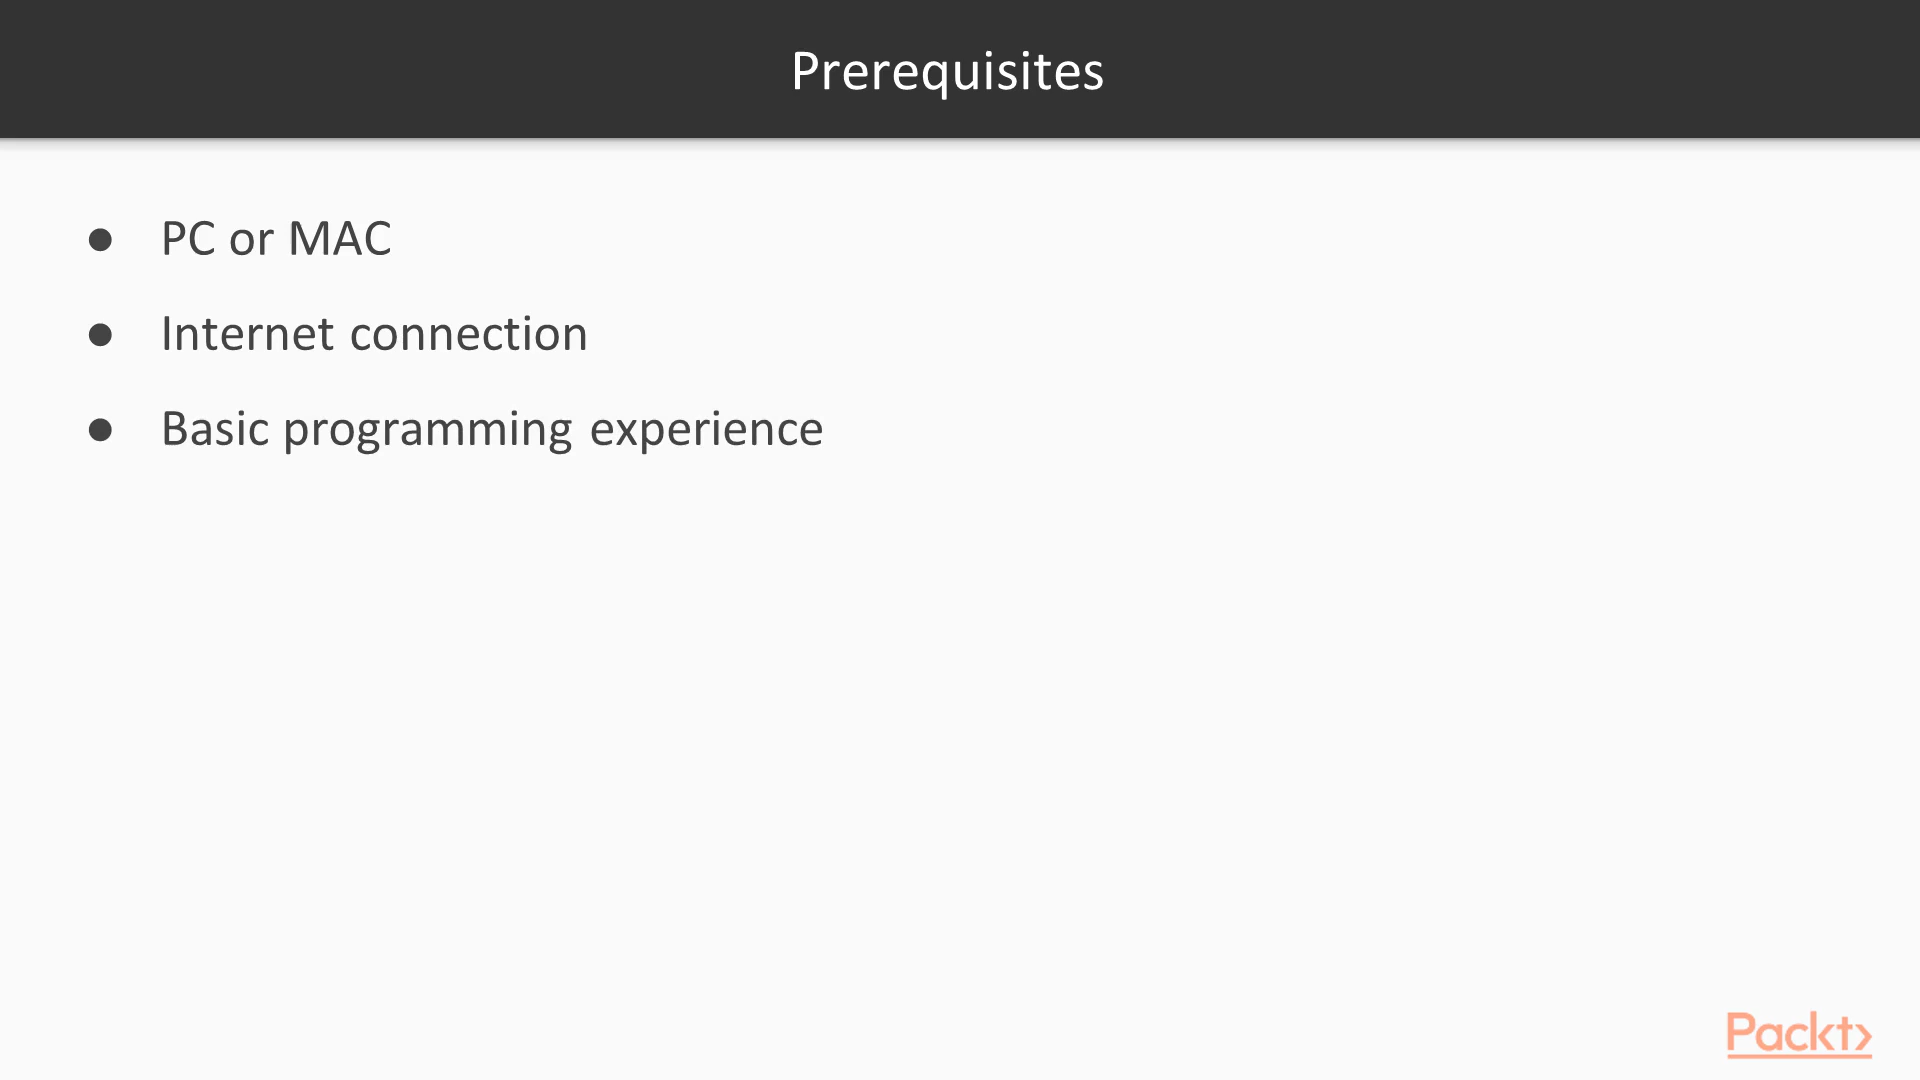 Prerequisites
● PC or MAC
● Internet connection
● Basic programming experience
Packt>